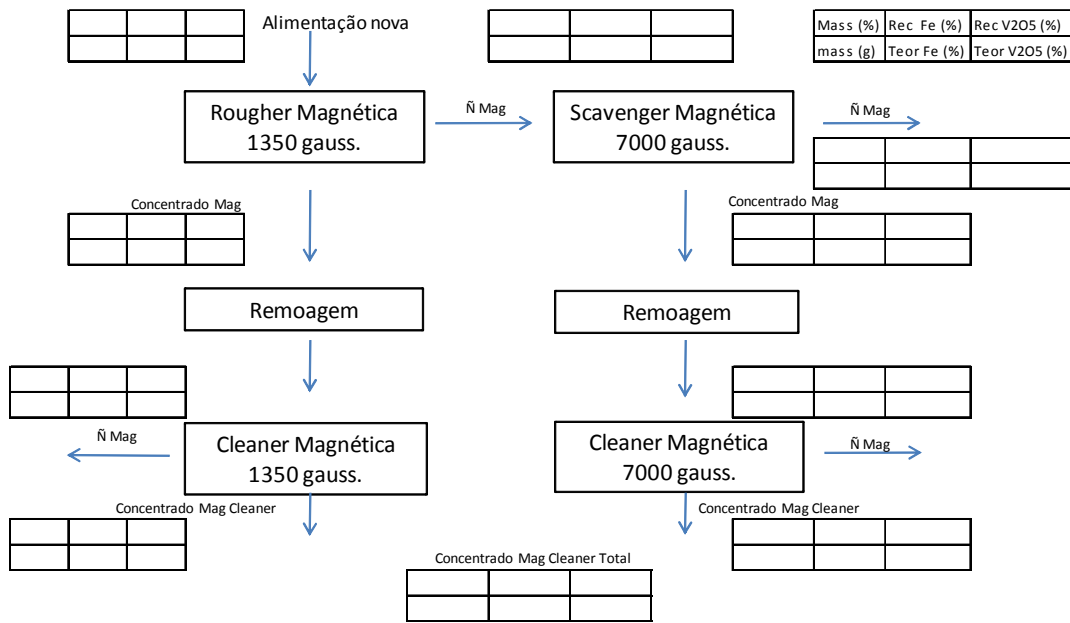 Alimentação nova
Mass (%) Rec Fe (%) Rec V2O5 (%)
mass (g) Teor Fe (%) Teor V2O5 (%)
Rougher Magnética
1350 gauss.
Ñ Mag
Scavenger Magnética
7000 gauss.
Ñ Mag
Concentrado Mag
Concentrado Mag
Remoagem
Remoagem
Ñ Mag
Cleaner Magnética
1350 gauss.
Cleaner Magnética
7000 gauss.
Ñ Mag
Concentrado Mag Cleaner
Concentrado Mag Cleaner
Concentrado Mag Cleaner Total